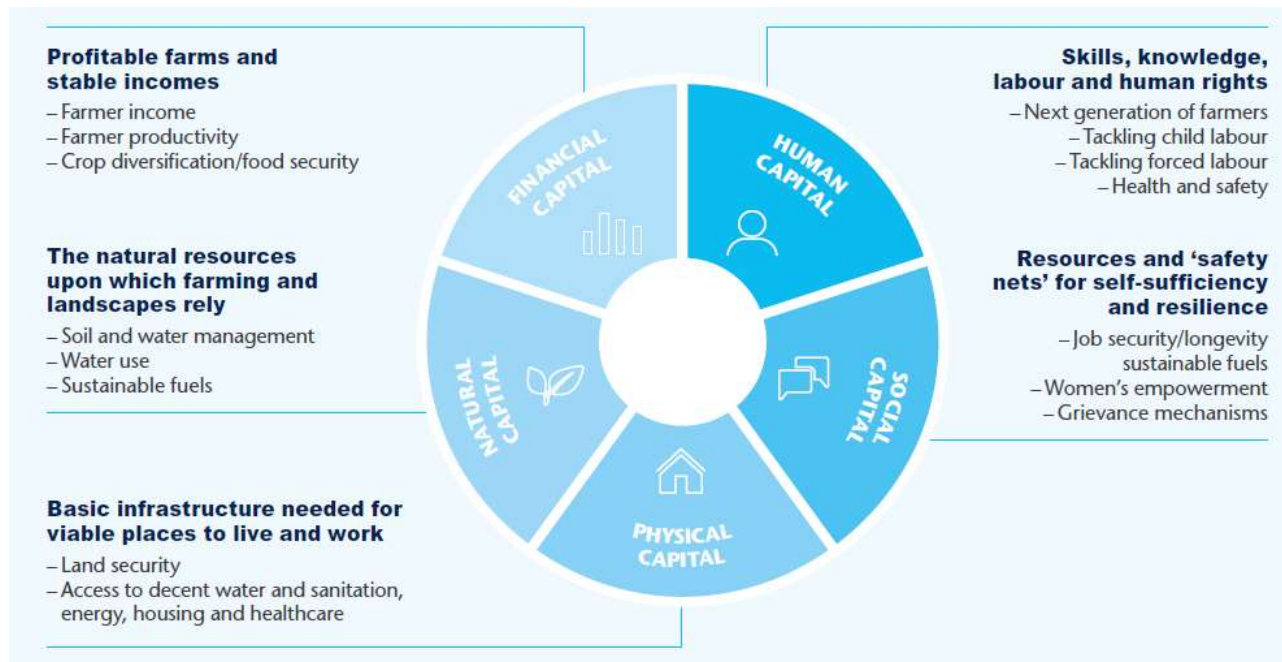 Profitable farms and
stable incomes
– Farmer income
– Farmer productivity
– Crop diversification/food security
The natural resources
upon which farming and
landscapes rely
– Soil and water management
– Water use
– Sustainable fuels
Basic infrastructure needed for
viable places to live and work
– Land security
– Access to decent water and sanitation,
energy, housing and healthcare
FINANCIAL
CAPITAL
HUMAN
CAPITAL
NATURAL
CAPITAL
SOCIAL
CAPITAL
PHYSICAL
CAPITAL
Skills, knowledge,
labour and human rights
– Next generation of farmers
– Tackling child labour
– Tackling forced labour
– Health and safety
Resources and ‘safety
nets’ for self-sufficiency
and resilience
– Job security/longevity
sustainable fuels
– Women’s empowerment
– Grievance mechanisms